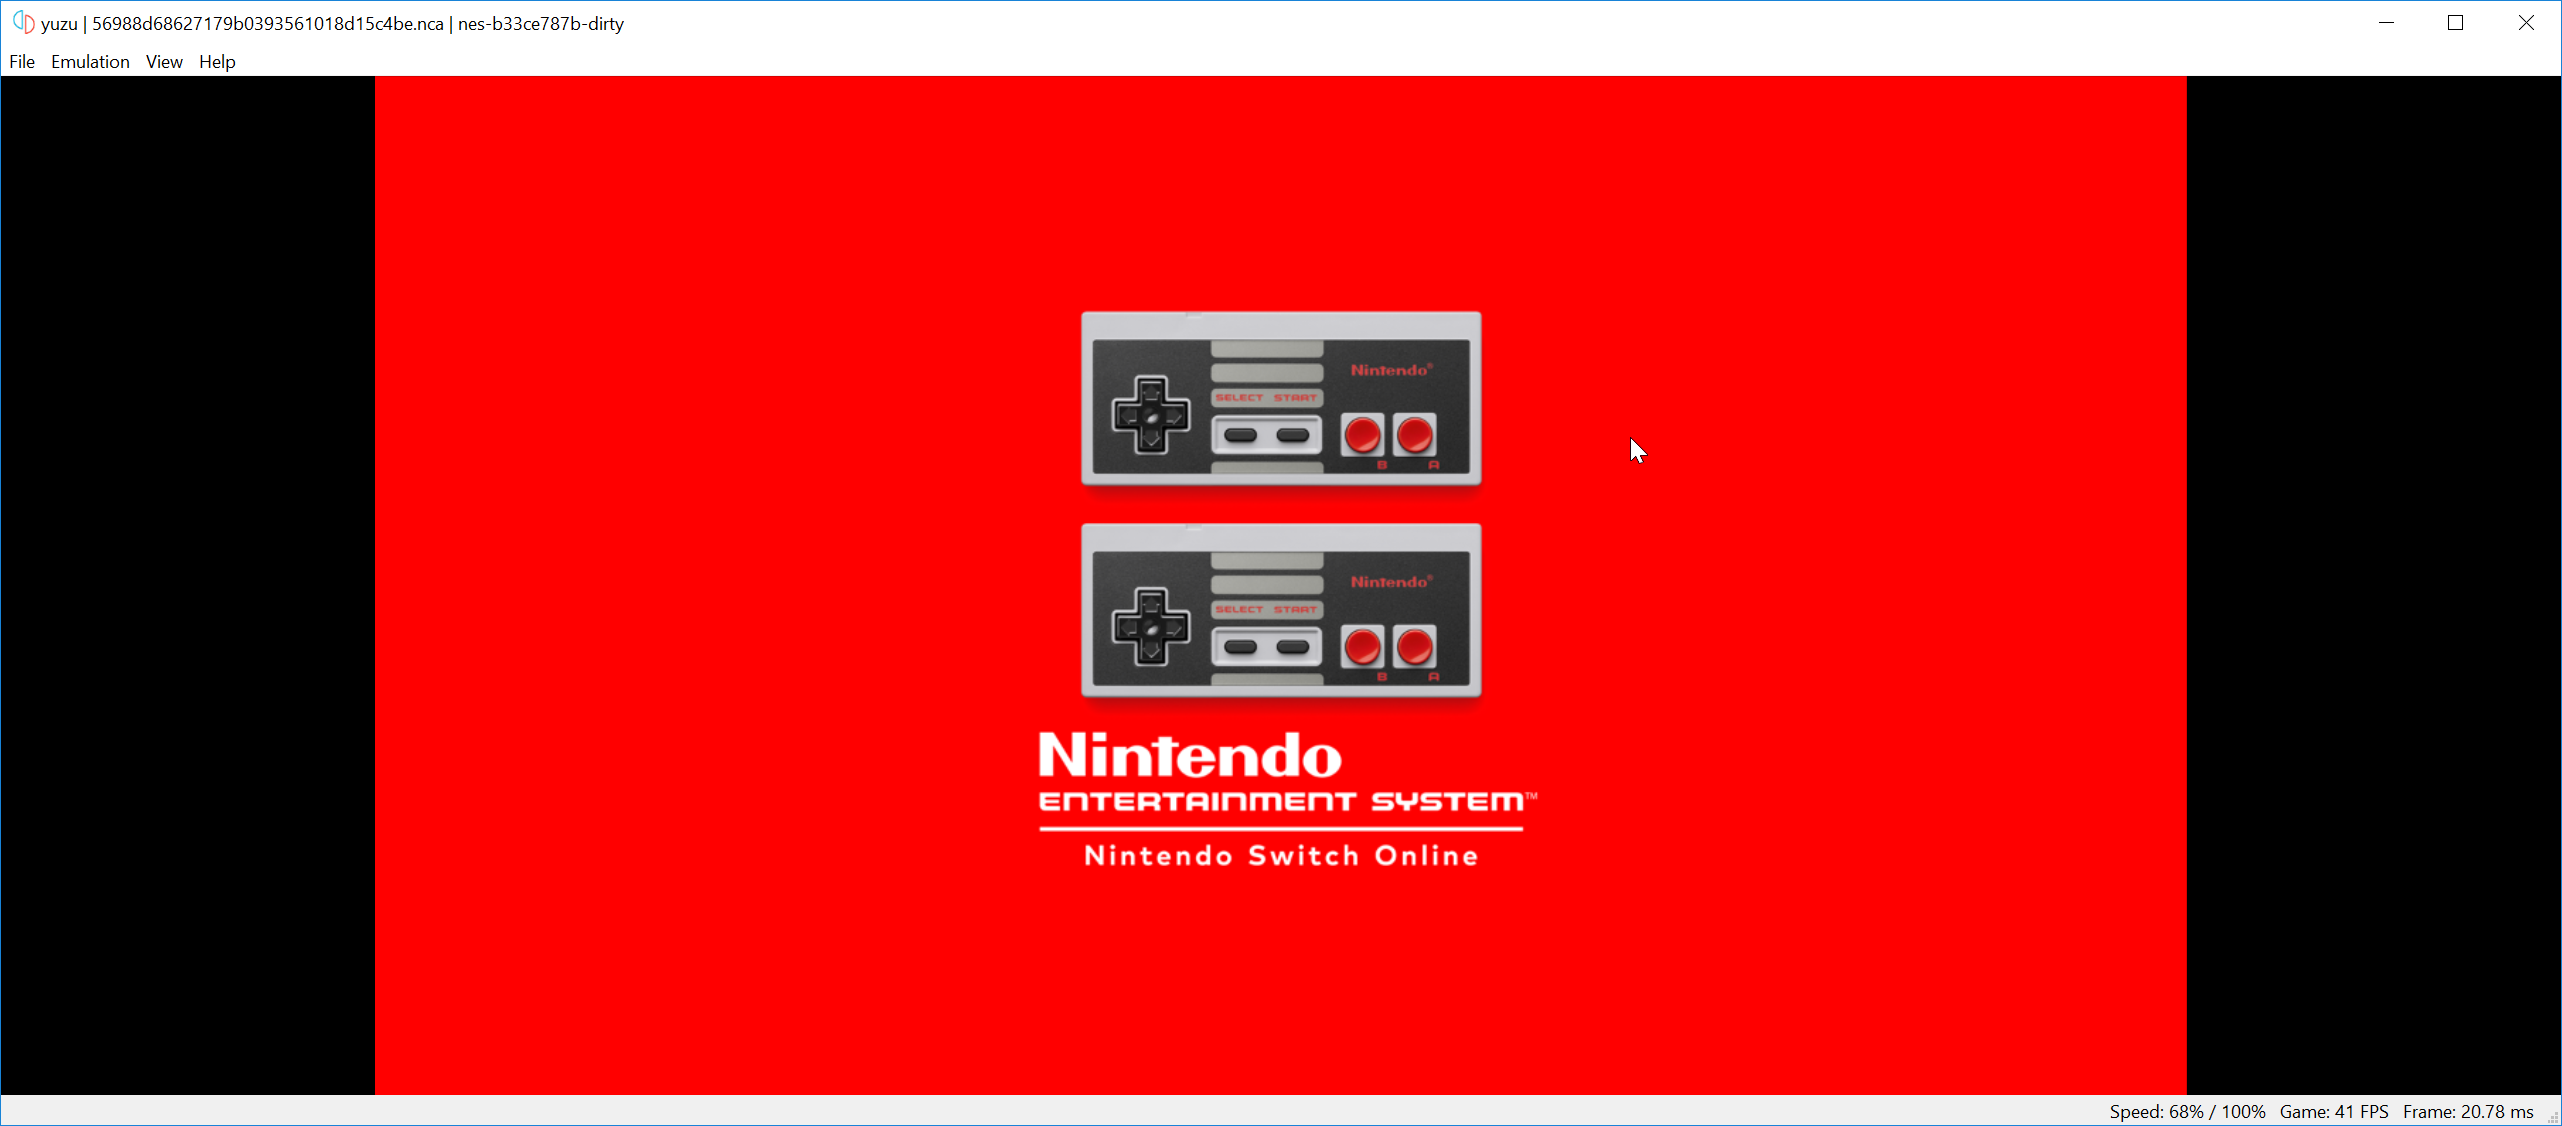 yuzu | 56988d68627179b0393561018d15c4be.nca | nes-b33ce787b-dirty
File Emulation View Help
Nintendo®
SELECT START
B A
Nintendo®
SELECT START
B A
Nintendo
ENTERTAINMENT SYSTEM™
Nintendo Switch Online
Speed: 68% / 100% Game: 41 FPS Frame: 20.78 ms